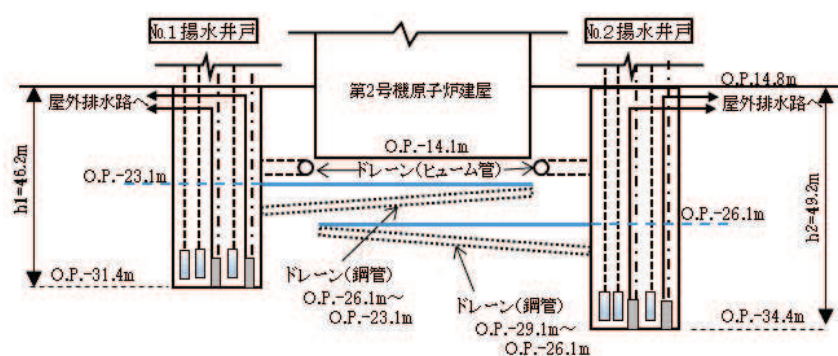 No.1揚水井戸
No.2揚水井戸
第2号機原子炉建屋
O.P.14.8m
屋外排水路へ
屋外排水路へ
O.P.-14.1m
ドレーン(ヒューム管)
O.P.-23.1m
h1=46.2m
O.P.-26.1m
h2=49.2m
O.P.-31.4m
ドレーン(鋼管)
O.P.-26.1m～
O.P.-23.1m
ドレーン(鋼管)
O.P.-29.1m～
O.P.-26.1m
O.P.-34.4m